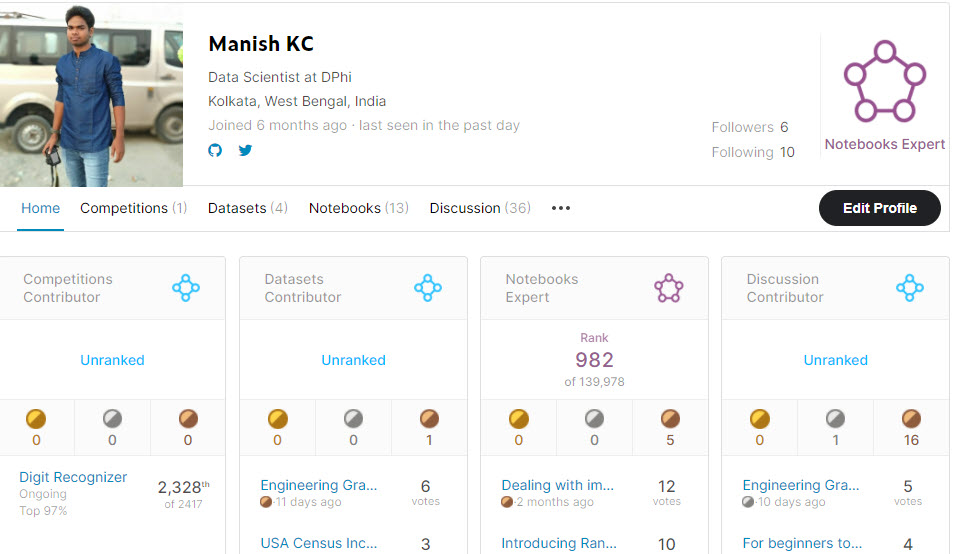 Manish KC
Data Scientist at DPhi
Kolkata, West Bengal, India
Joined 6 months ago · last seen in the past day
Followers 6
Following 10
Notebooks Expert
Home Competitions (1) Datasets (4) Notebooks (13) Discussion (36) •••
Edit Profile
Competitions
Contributor
Unranked
0 0 0
Digit Recognizer
Ongoing
Top 97%
2,328th
of 2417
Datasets
Contributor
Unranked
0 0 1
Engineering Gra...
11 days ago
6
votes
USA Census Inc...
3
Notebooks
Expert
Rank
982
of 139,978
0 0 5
Dealing with im...
2 months ago
12
votes
Introducing Ran...
10
Discussion
Contributor
Unranked
0 1 16
Engineering Gra...
10 days ago
5
votes
For beginners to...
4